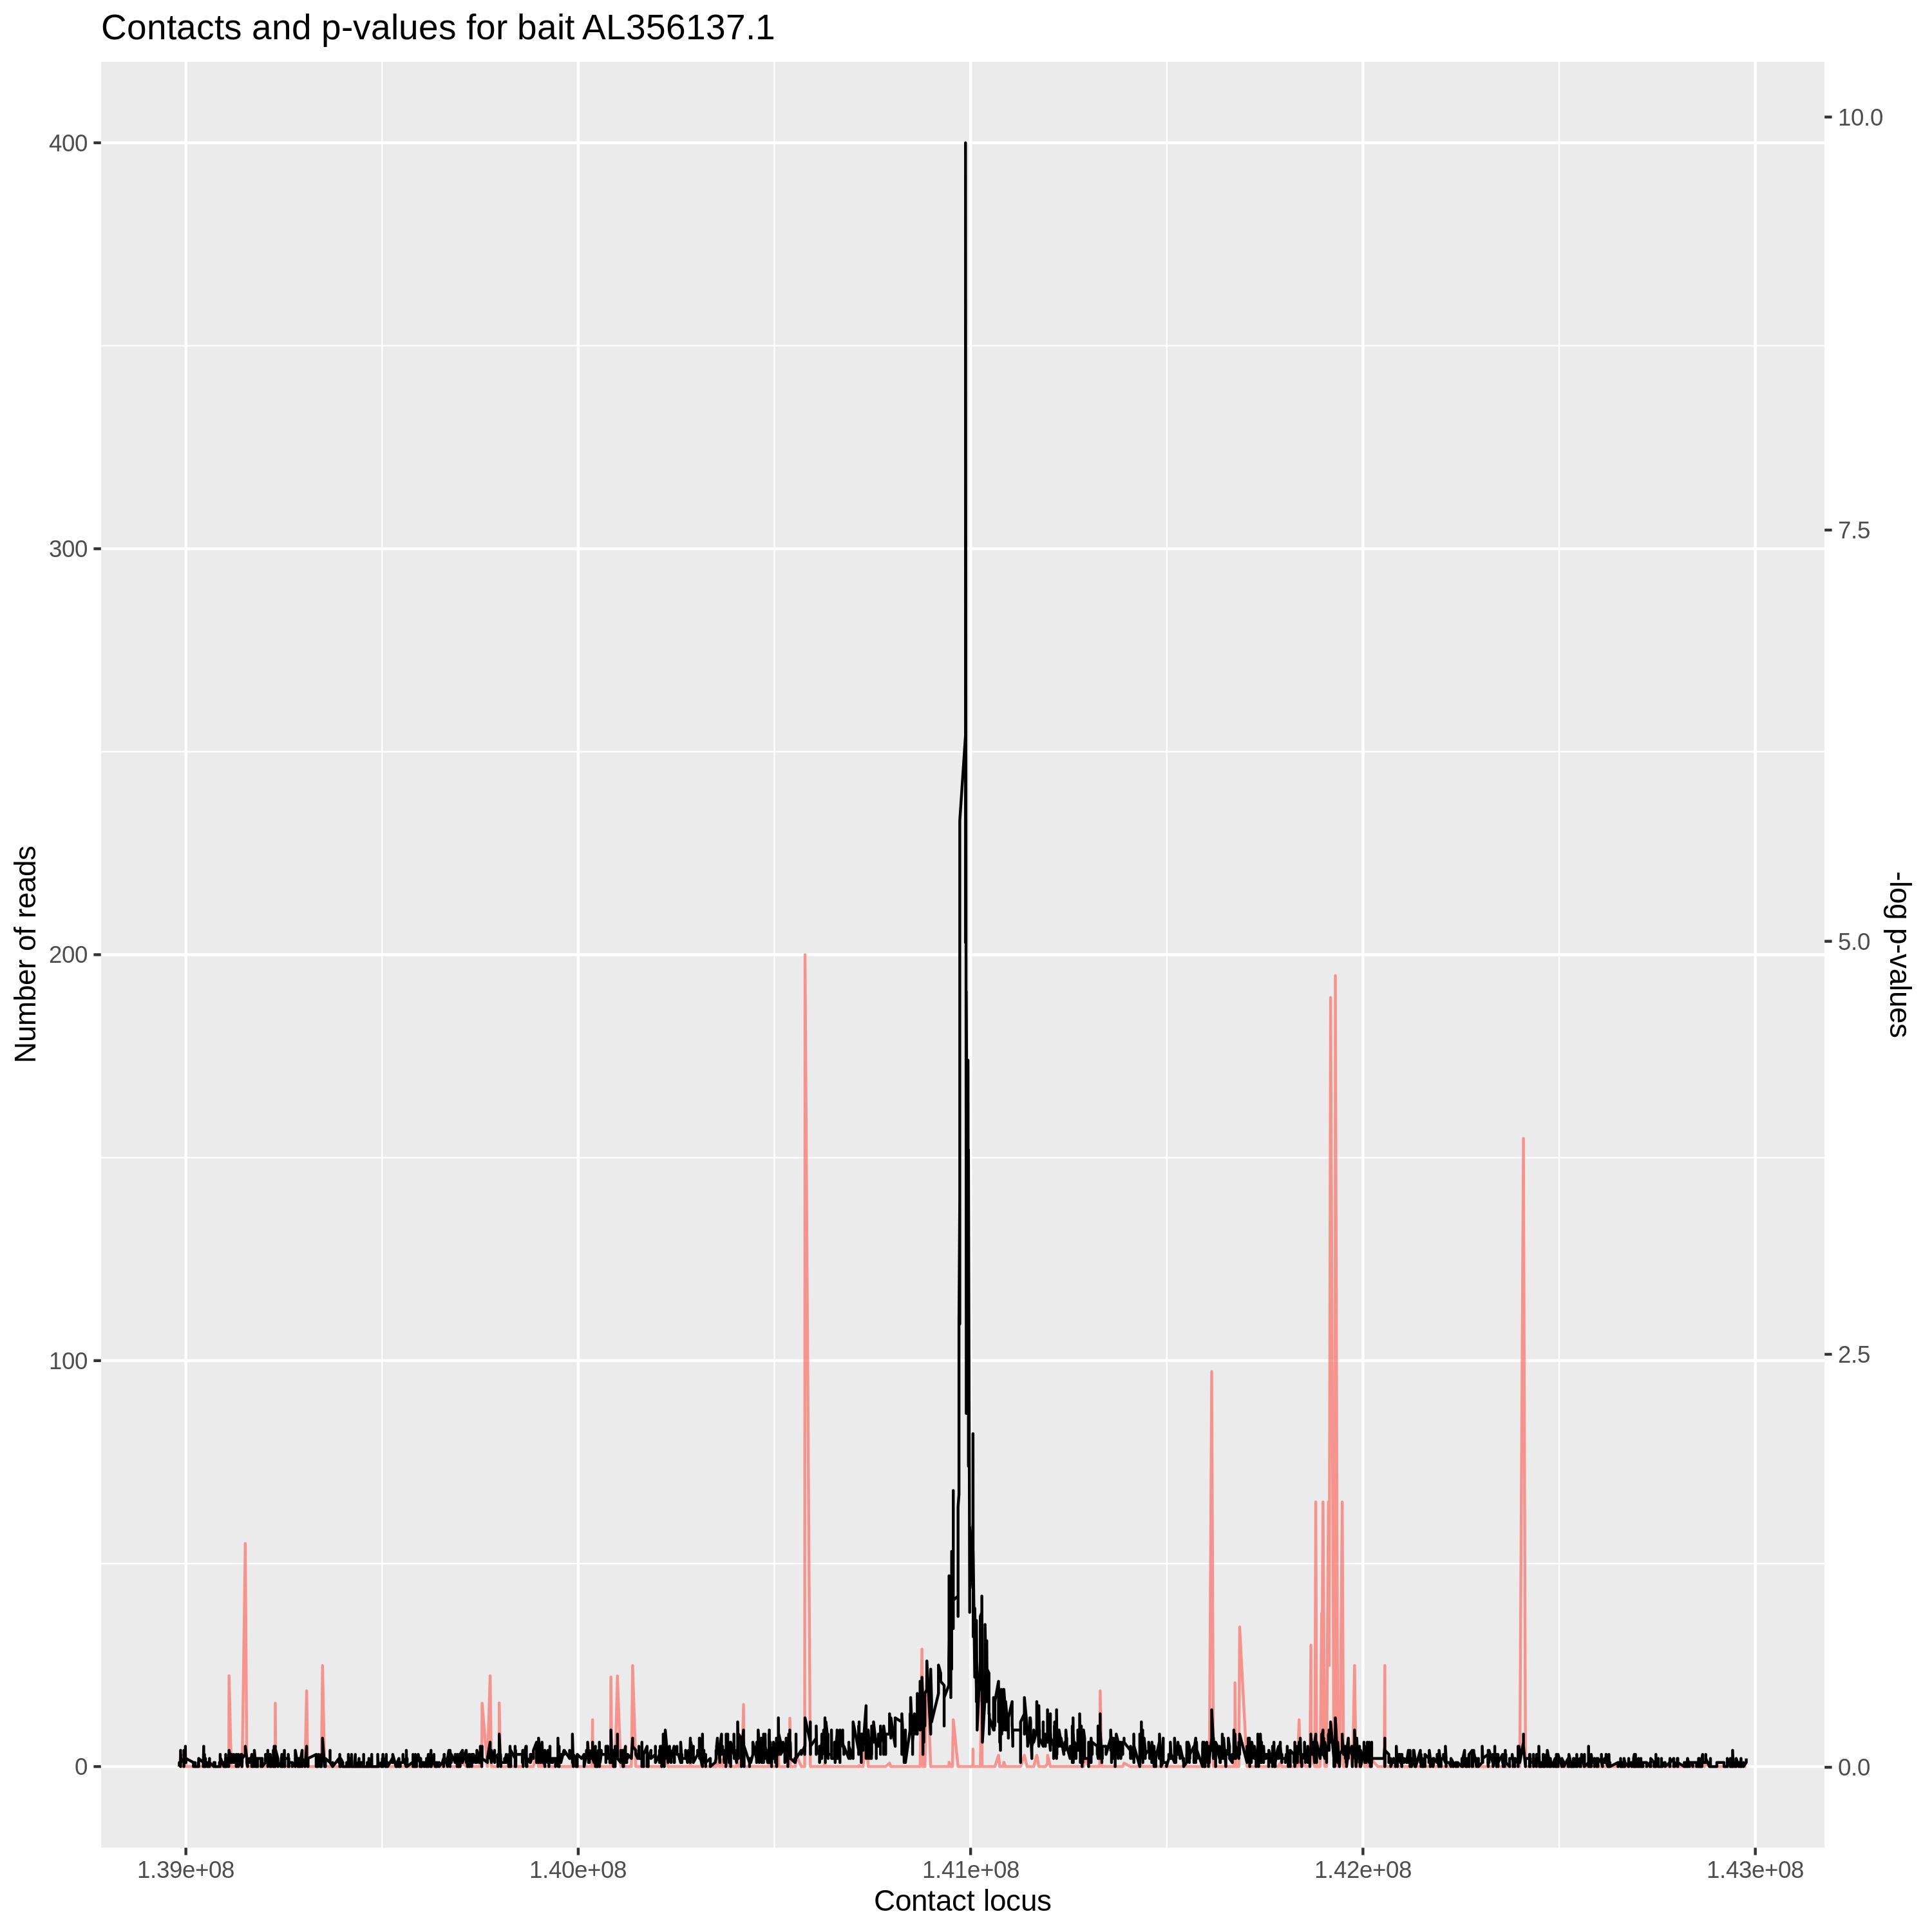 Contacts and p-values for bait AL356137.1
400
300
200
100
0
Number of reads
10.0
7.5
5.0
2.5
0.0
-log p-values
1.39e+08 1.40e+08 1.41e+08 1.42e+08 1.43e+08
Contact locus